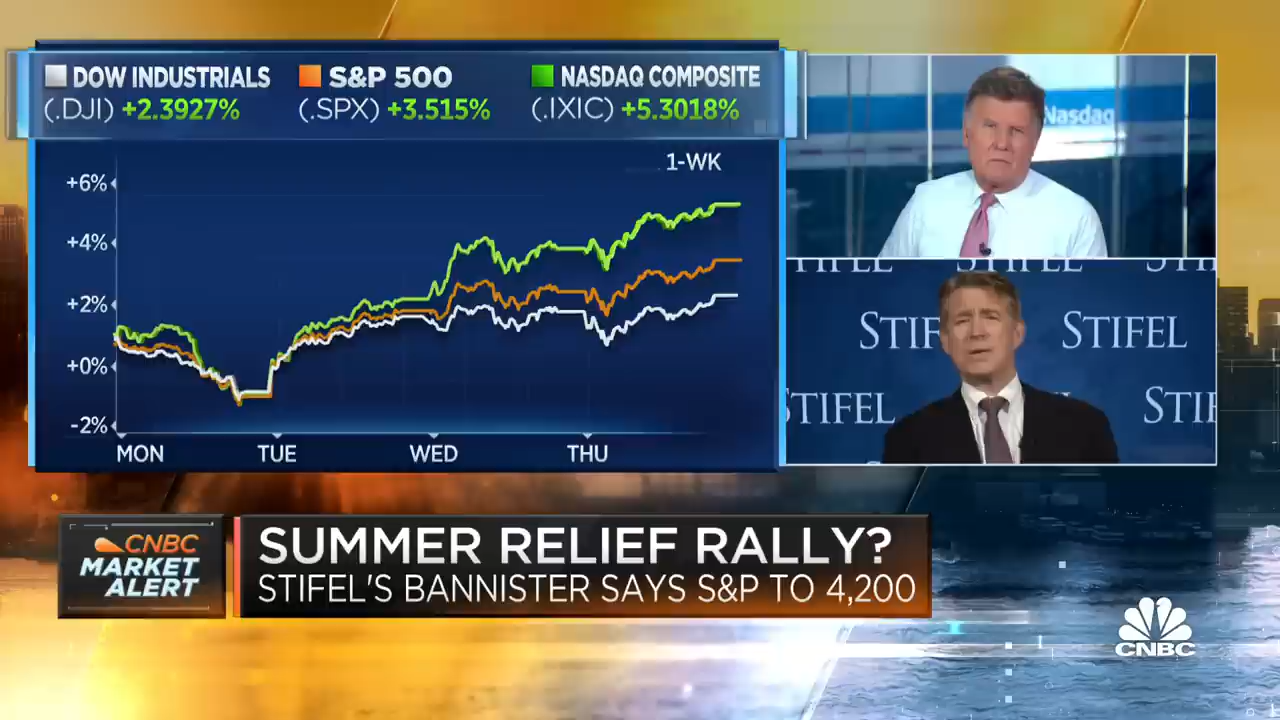 DOW INDUSTRIALS
(.DJI) +2.3927%
S&P 500
(.SPX) +3.515%
NASDAQ COMPOSITE
(.IXIC) +5.3018%
1-WK
+6%
+4%
+2%
+0%
-2%
MON TUE WED THU
Nasdaq
STIFEL STIFEL STIFEL
STIFEL STIFEL
STIFEL STIFEL
CNBC
MARKET
ALERT
SUMMER RELIEF RALLY?
STIFEL'S BANNISTER SAYS S&P TO 4,200
CNBC